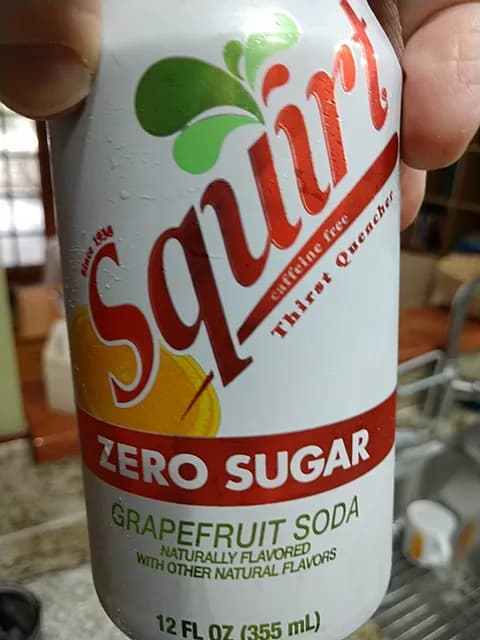 Since 1938
Squirt
caffeine free
Thirst Quencher
ZERO SUGAR
GRAPEFRUIT SODA
NATURALLY FLAVORED
WITH OTHER NATURAL FLAVORS
12 FL OZ (355 mL)